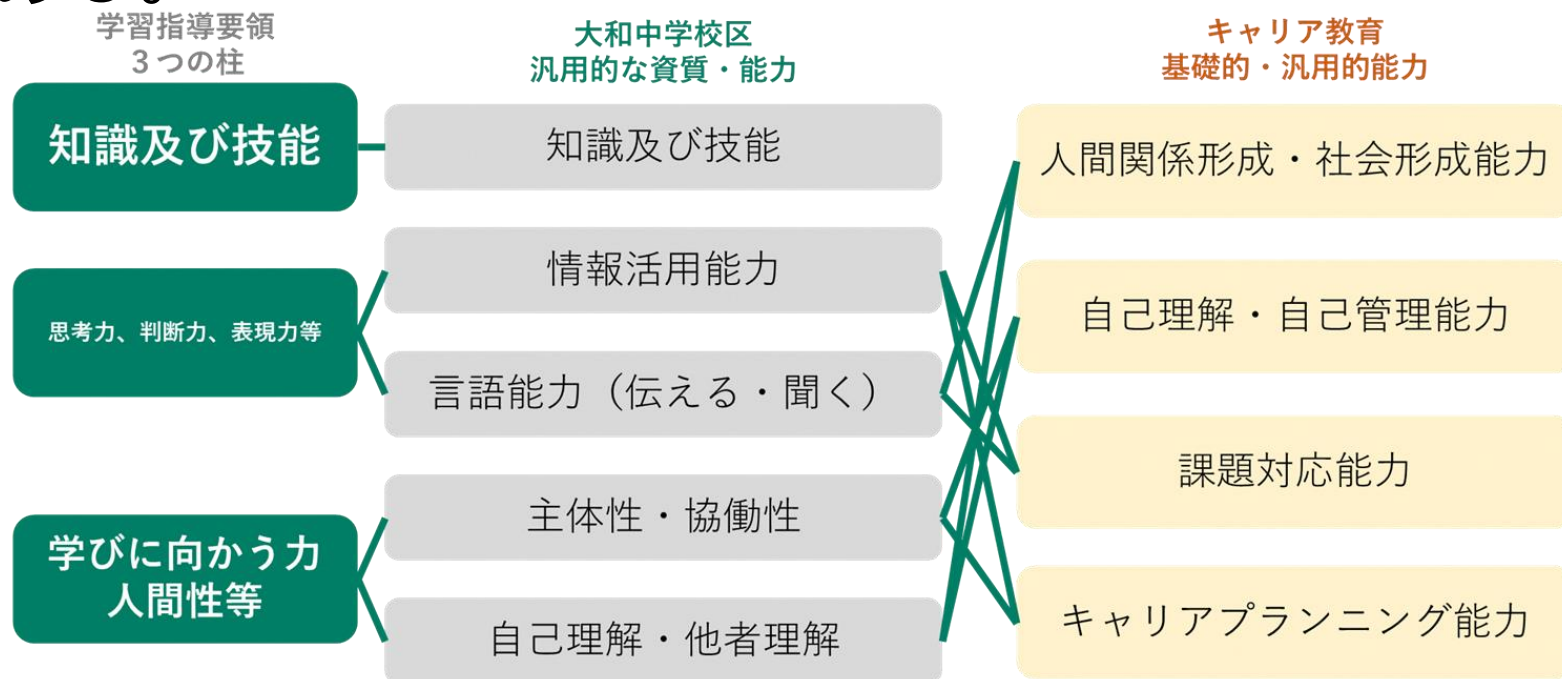 学習指導要領
３つの柱
大和中学校区
汎用的な資質・能力
キャリア教育
基礎的・汎用的能力
知識及び技能
知識及び技能
人間関係形成・社会形成能力
思考力、判断力、表現力等
情報活用能力
言語能力（伝える・聞く）
自己理解・自己管理能力
課題対応能力
学びに向かう力
人間性等
主体性・協働性
自己理解・他者理解
キャリアプランニング能力